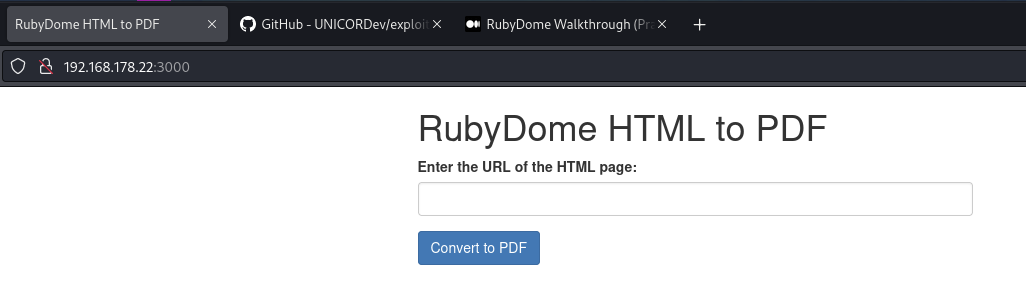 RubyDome HTML to PDF
GitHub - UNICORDev/exploit
RubyDome Walkthrough (Pra
192.168.178.22:3000
RubyDome HTML to PDF
Enter the URL of the HTML page:
Convert to PDF